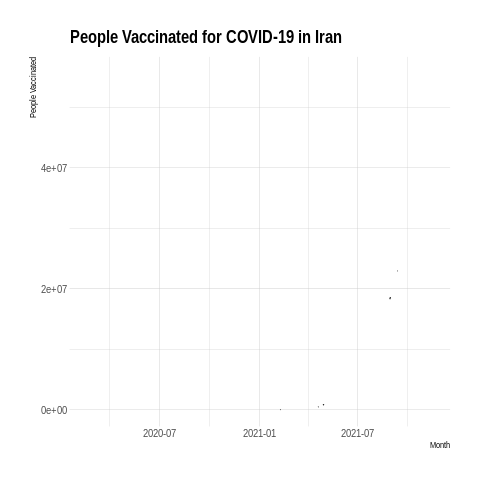 People Vaccinated for COVID-19 in Iran
People Vaccinated
4e+07
2e+07
0e+00
2020-07
2021-01
2021-07
Month